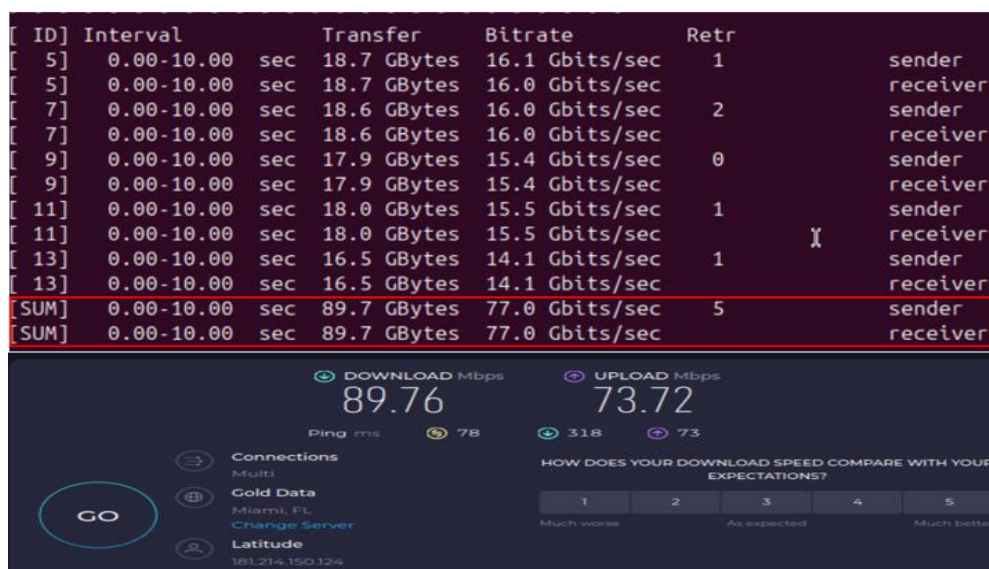 [ ID] Interval Transfer Bitrate Retr
[ 5] 0.00-10.00 sec 18.7 GBytes 16.1 Gbits/sec 1 sender
[ 5] 0.00-10.00 sec 18.7 GBytes 16.0 Gbits/sec receiver
[ 7] 0.00-10.00 sec 18.6 GBytes 16.0 Gbits/sec 2 sender
[ 7] 0.00-10.00 sec 18.6 GBytes 16.0 Gbits/sec receiver
[ 9] 0.00-10.00 sec 17.9 GBytes 15.4 Gbits/sec 0 sender
[ 9] 0.00-10.00 sec 17.9 GBytes 15.4 Gbits/sec receiver
[ 11] 0.00-10.00 sec 18.0 GBytes 15.5 Gbits/sec 1 sender
[ 11] 0.00-10.00 sec 18.0 GBytes 15.5 Gbits/sec receiver
[ 13] 0.00-10.00 sec 16.5 GBytes 14.1 Gbits/sec 1 sender
[ 13] 0.00-10.00 sec 16.5 GBytes 14.1 Gbits/sec receiver
[SUM] 0.00-10.00 sec 89.7 GBytes 77.0 Gbits/sec 5 sender
[SUM] 0.00-10.00 sec 89.7 GBytes 77.0 Gbits/sec receiver
DOWNLOAD Mbps UPLOAD Mbps
89.76 73.72
Ping ms 78 318 73
Connections
Multi
Gold Data
Miami, FL
Change Server
Latitude
181.214.150.124
GO
HOW DOES YOUR DOWNLOAD SPEED COMPARE WITH YOUR
EXPECTATIONS?
1 2 3 4 5
Much worse As expected Much bette